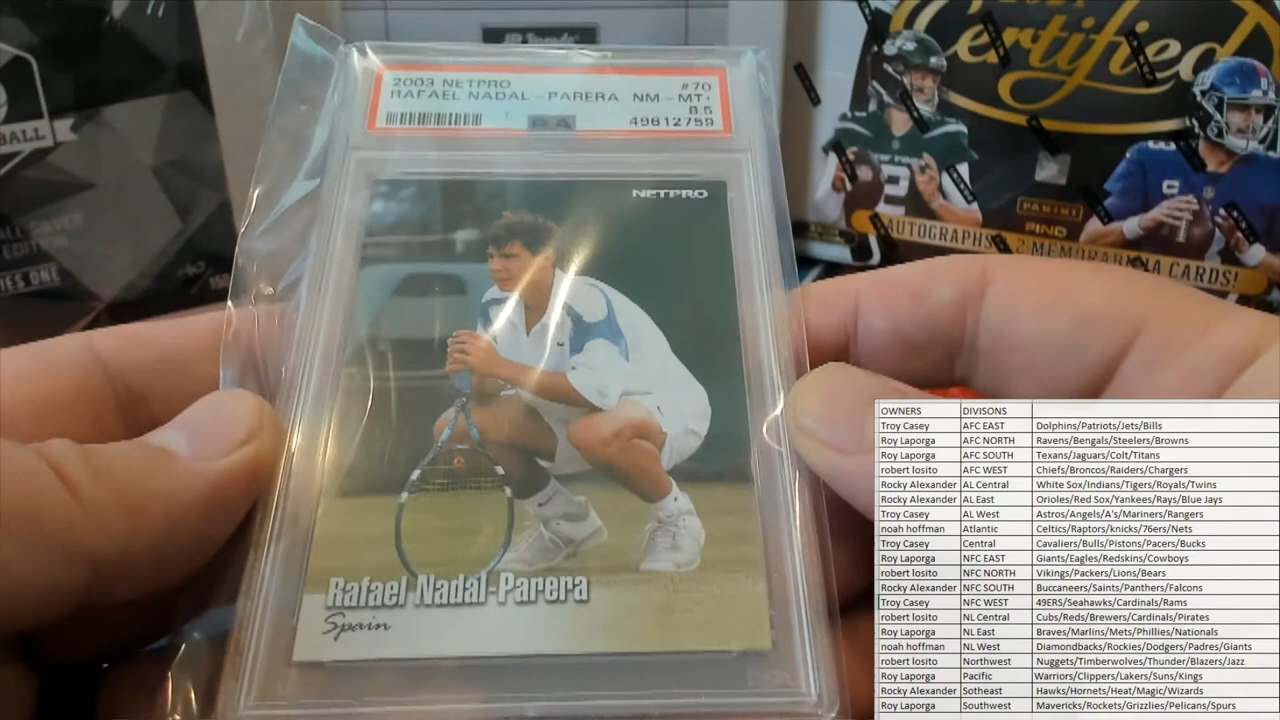 2003 NETPRO #70
RAFAEL NADAL-PARERA NM-MT+
8.5
49612759
NETPRO
Rafael Nadal-Parera
Spain
BALL
EDITION
IES ONE
ertified
PANINI
AUTOGRAPHS 2 MEMORABILIA CARDS!
OWNERS DIVISONS
Troy Casey AFC EAST Dolphins/Patriots/Jets/Bills
Roy Laporga AFC NORTH Ravens/Bengals/Steelers/Browns
Roy Laporga AFC SOUTH Texans/Jaguars/Colt/Titans
robert losito AFC WEST Chiefs/Broncos/Raiders/Chargers
Rocky Alexander AL Central White Sox/Indians/Tigers/Royals/Twins
Rocky Alexander AL East Orioles/Red Sox/Yankees/Rays/Blue Jays
Troy Casey AL West Astros/Angels/A's/Mariners/Rangers
noah hoffman Atlantic Celtics/Raptors/knicks/76ers/Nets
Troy Casey Central Cavaliers/Bulls/Pistons/Pacers/Bucks
Roy Laporga NFC EAST Giants/Eagles/Redskins/Cowboys
robert losito NFC NORTH Vikings/Packers/Lions/Bears
Rocky Alexander NFC SOUTH Buccaneers/Saints/Panthers/Falcons
Troy Casey NFC WEST 49ERS/Seahawks/Cardinals/Rams
robert losito NL Central Cubs/Reds/Brewers/Cardinals/Pirates
Roy Laporga NL East Braves/Marlins/Mets/Phillies/Nationals
noah hoffman NL West Diamondbacks/Rockies/Dodgers/Padres/Giants
robert losito Northwest Nuggets/Timberwolves/Thunder/Blazers/Jazz
Roy Laporga Pacific Warriors/Clippers/Lakers/Suns/Kings
Rocky Alexander Sotheast Hawks/Hornets/Heat/Magic/Wizards
Roy Laporga Southwest Mavericks/Rockets/Grizzlies/Pelicans/Spurs